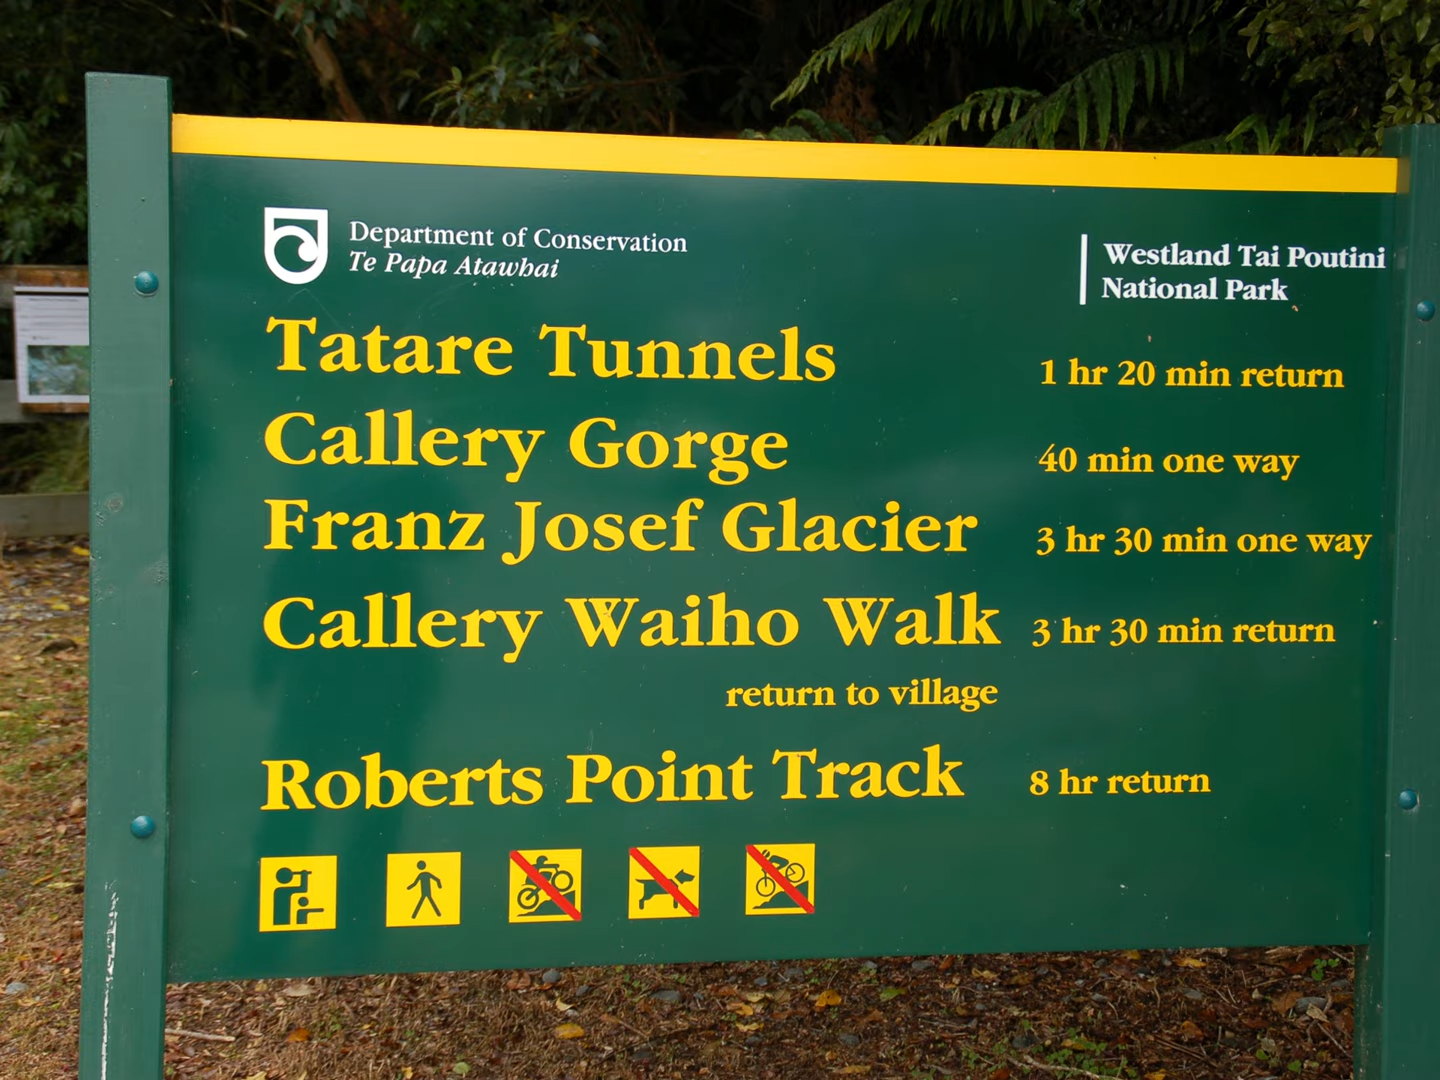 Department of Conservation
Te Papa Atawhai
Westland Tai Poutini
National Park
Tatare Tunnels 1 hr 20 min return
Callery Gorge 40 min one way
Franz Josef Glacier 3 hr 30 min one way
Callery Waiho Walk 3 hr 30 min return
return to village
Roberts Point Track 8 hr return